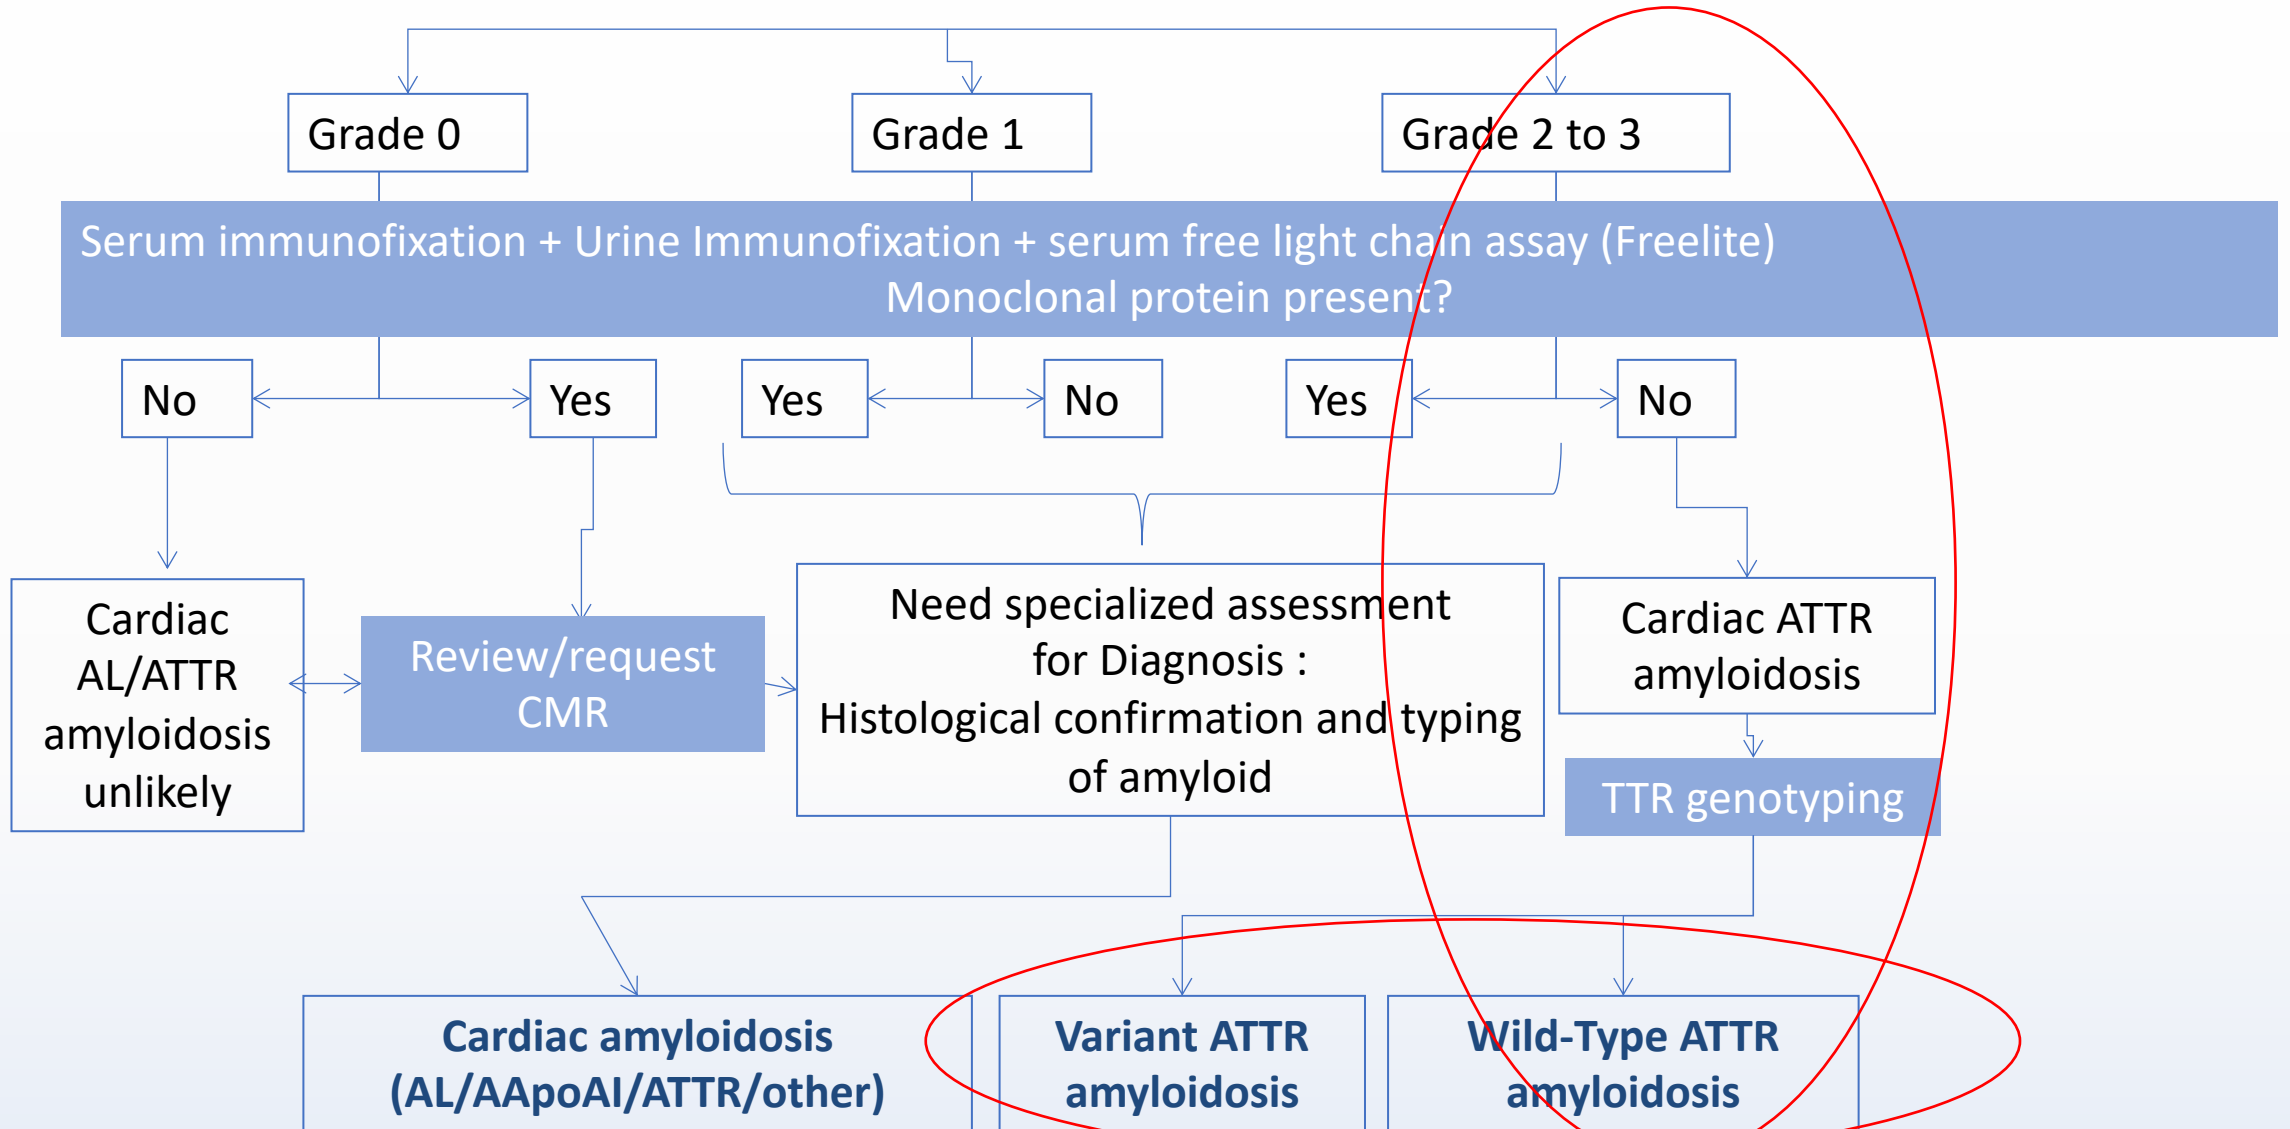 Grade 0
Grade 1
Grade 2 to 3
Serum immunofixation + Urine Immunofixation + serum free light chain assay (Freelite)
Monoclonal protein present?
No
Yes
Yes
No
Yes
No
Cardiac
AL/ATTR
amyloidosis
unlikely
Review/request
CMR
Need specialized assessment
for Diagnosis :
Histological confirmation and typing
of amyloid
Cardiac ATTR
amyloidosis
TTR genotyping
Cardiac amyloidosis
(AL/AApoAI/ATTR/other)
Variant ATTR
amyloidosis
Wild-Type ATTR
amyloidosis